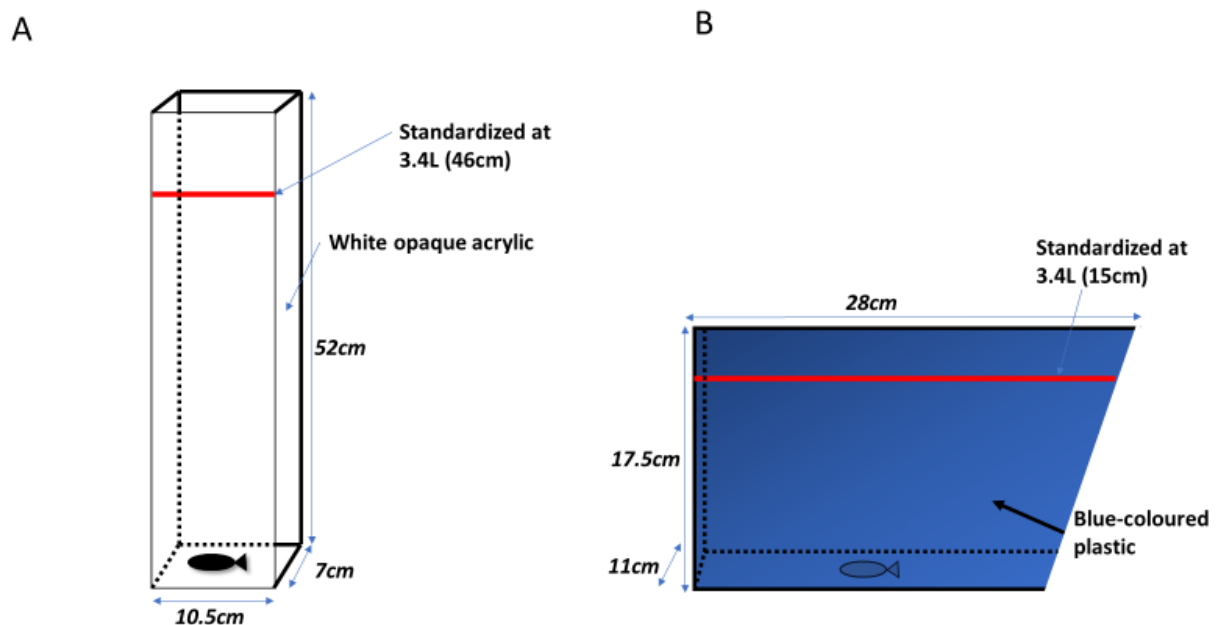 A
Standardized at
3.4L (46cm)
White opaque acrylic
52cm
7cm
10.5cm
B
Standardized at
3.4L (15cm)
28cm
17.5cm
Blue-coloured
plastic
11cm